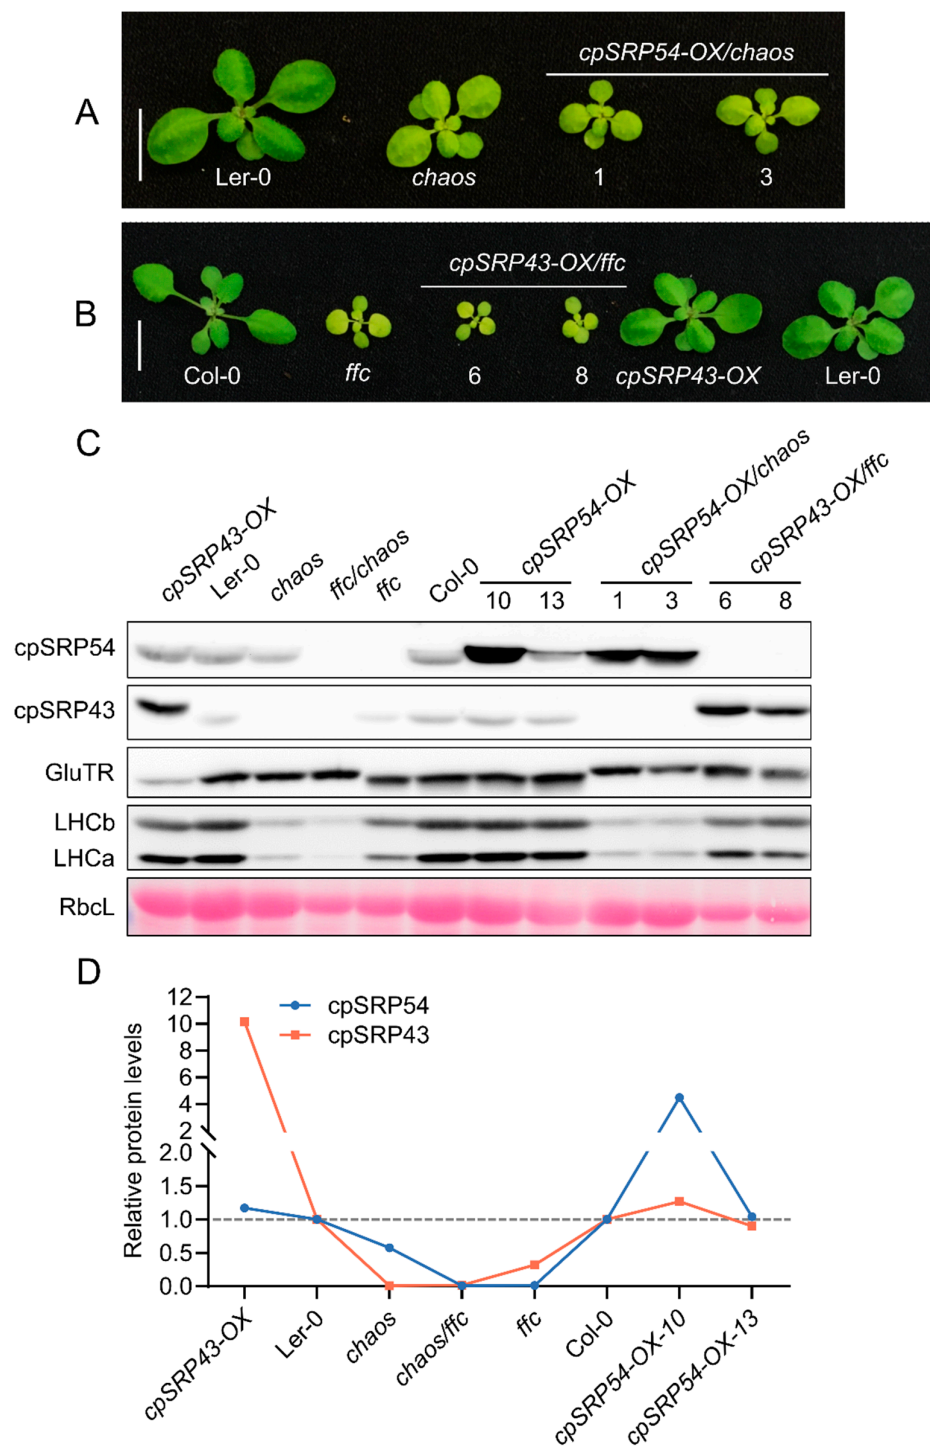 A
cpSRP54-OX/chaos
Ler-0 chaos 1 3
B
cpSRP43-OX/ffc
Col-0 ffc 6 8 cpSRP43-OX Ler-0
C
cpSRP43-OX Ler-0 chaos ffc/chaos ffc Col-0 cpSRP54-OX cpSRP54-OX/chaos cpSRP43-OX/ffc
10 13 1 3 6 8
cpSRP54
cpSRP43
GluTR
LHCb
LHCa
RbcL
D
Relative protein levels
12
10
8
6
4
2
2.0
1.5
1.0
0.5
0.0
cpSRP54
cpSRP43
cpSRP43-OX Ler-0 chaos chaos/ffc ffc Col-0 cpSRP54-OX-10 cpSRP54-OX-13